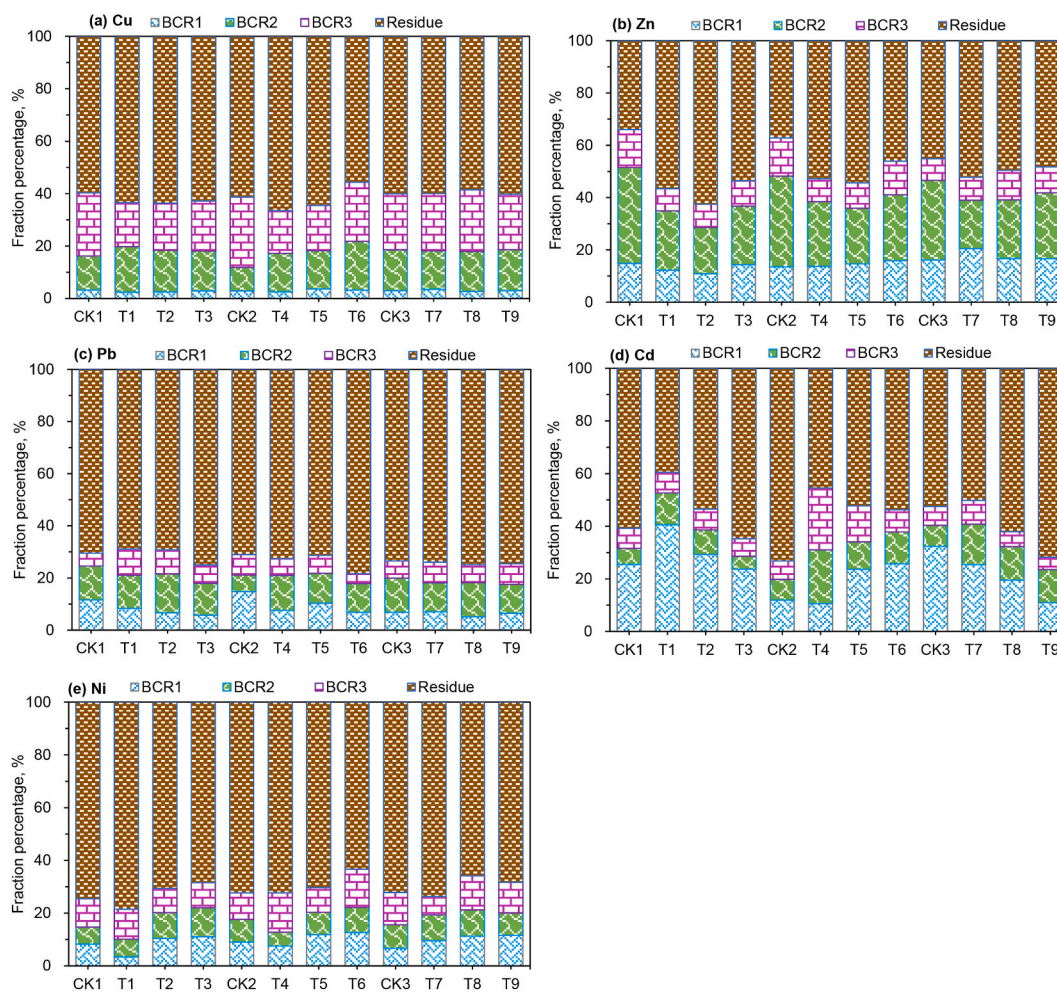 (a) Cu BCR1 BCR2 BCR3 Residue
Fraction percentage, %
100
80
60
40
20
0
CK1 T1 T2 T3 CK2 T4 T5 T6 CK3 T7 T8 T9
(b) Zn BCR1 BCR2 BCR3 Residue
Fraction percentage, %
100
80
60
40
20
0
CK1 T1 T2 T3 CK2 T4 T5 T6 CK3 T7 T8 T9
(c) Pb BCR1 BCR2 BCR3 Residue
Fraction percentage, %
100
80
60
40
20
0
CK1 T1 T2 T3 CK2 T4 T5 T6 CK3 T7 T8 T9
(d) Cd BCR1 BCR2 BCR3 Residue
Fraction percentage, %
100
80
60
40
20
0
CK1 T1 T2 T3 CK2 T4 T5 T6 CK3 T7 T8 T9
(e) Ni BCR1 BCR2 BCR3 Residue
Fraction percentage, %
100
80
60
40
20
0
CK1 T1 T2 T3 CK2 T4 T5 T6 CK3 T7 T8 T9